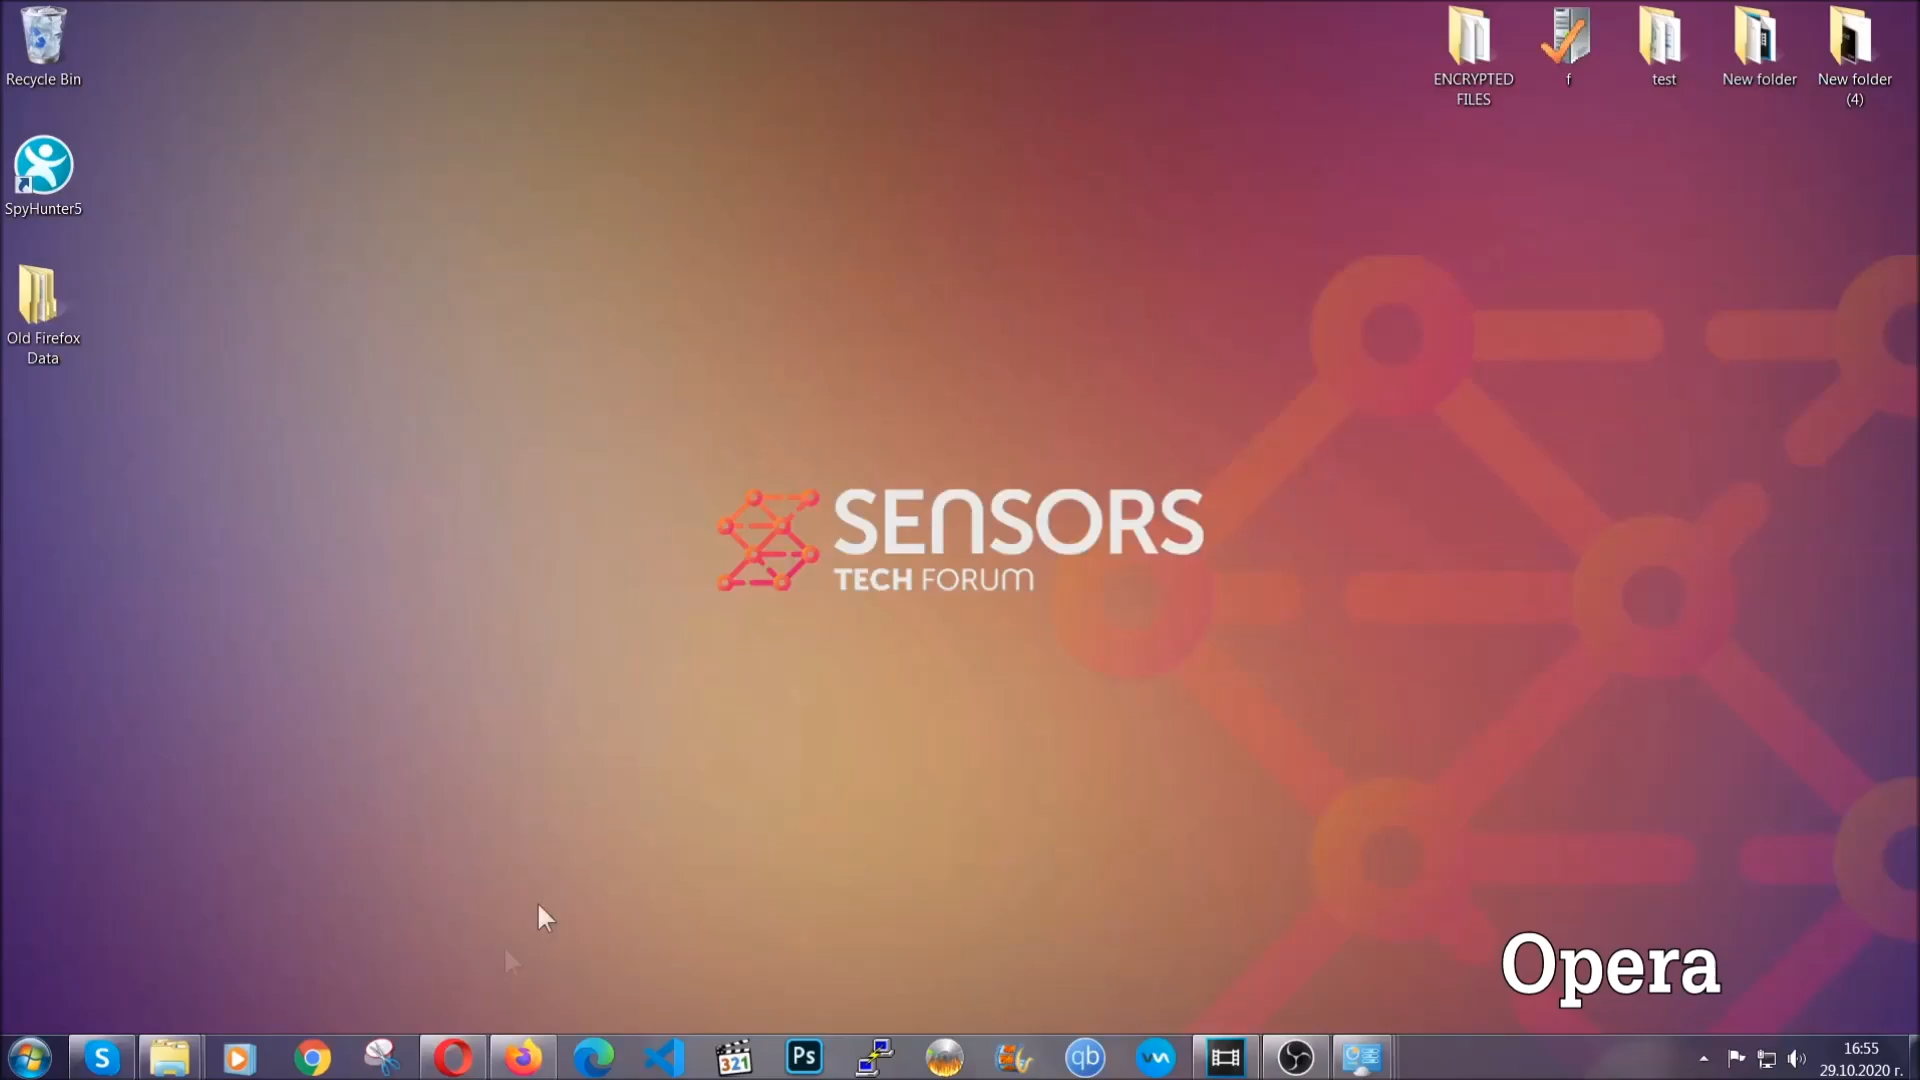 Recycle Bin
SpyHunter5
Old Firefox
Data
ENCRYPTED
FILES
f
test
New folder
New folder
(4)
SENSORS
TECH FORUM
Opera
S
321
Ps
qb
16:55
29.10.2020 г.